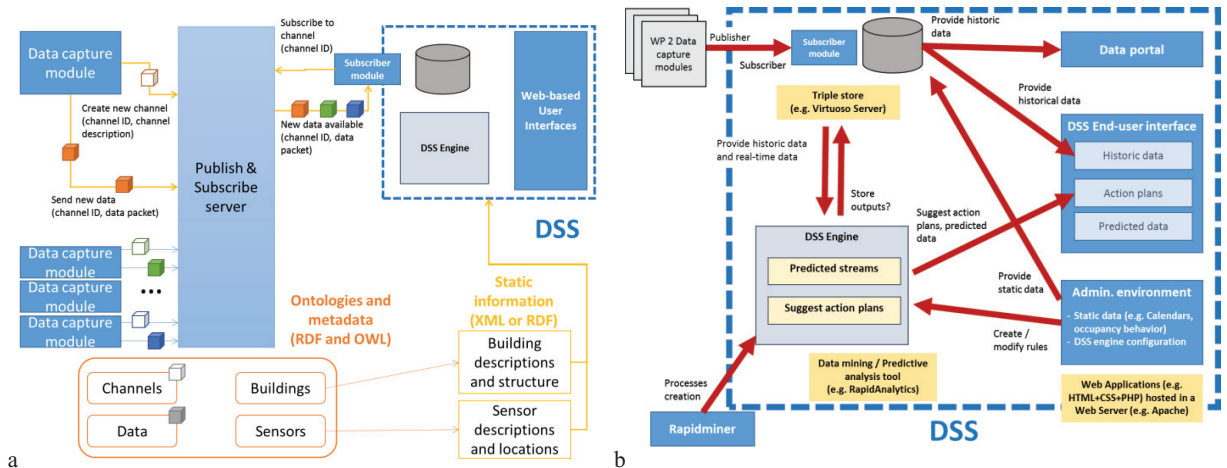 Data capture
module
Create new channel
(channel ID, channel
description)
Send new data
(channel ID, data packet)
Data capture
module
Data capture
module
...
Data capture
module
Publish &
Subscribe
server
Subscribe to
channel
(channel ID)
Subscriber
module
New data available
(channel ID, data
packet)
DSS Engine
Web-based
User
Interfaces
DSS
Ontologies and
metadata
(RDF and OWL)
Static
information
(XML or RDF)
Channels
Buildings
Data
Sensors
Building
descriptions
and structure
Sensor
descriptions
and locations
a
WP 2 Data
capture
modules
Publisher
Subscriber
Subscriber
module
Provide historic
data
Data portal
Triple store
(e.g. Virtuoso Server)
Provide
historical data
DSS End-user interface
Historic data
Action plans
Predicted data
Provide historic data
and real-time data
Store
outputs?
Suggest action
plans, predicted
data
DSS Engine
Predicted streams
Suggest action plans
Provide
static data
Admin. environment
- Static data (e.g. Calendars,
occupancy behavior)
- DSS engine configuration
Create /
modify rules
Processes
creation
Data mining / Predictive
analysis tool
(e.g. RapidAnalytics)
Web Applications (e.g.
HTML+CSS+PHP) hosted in a
Web Server (e.g. Apache)
Rapidminer
DSS
b